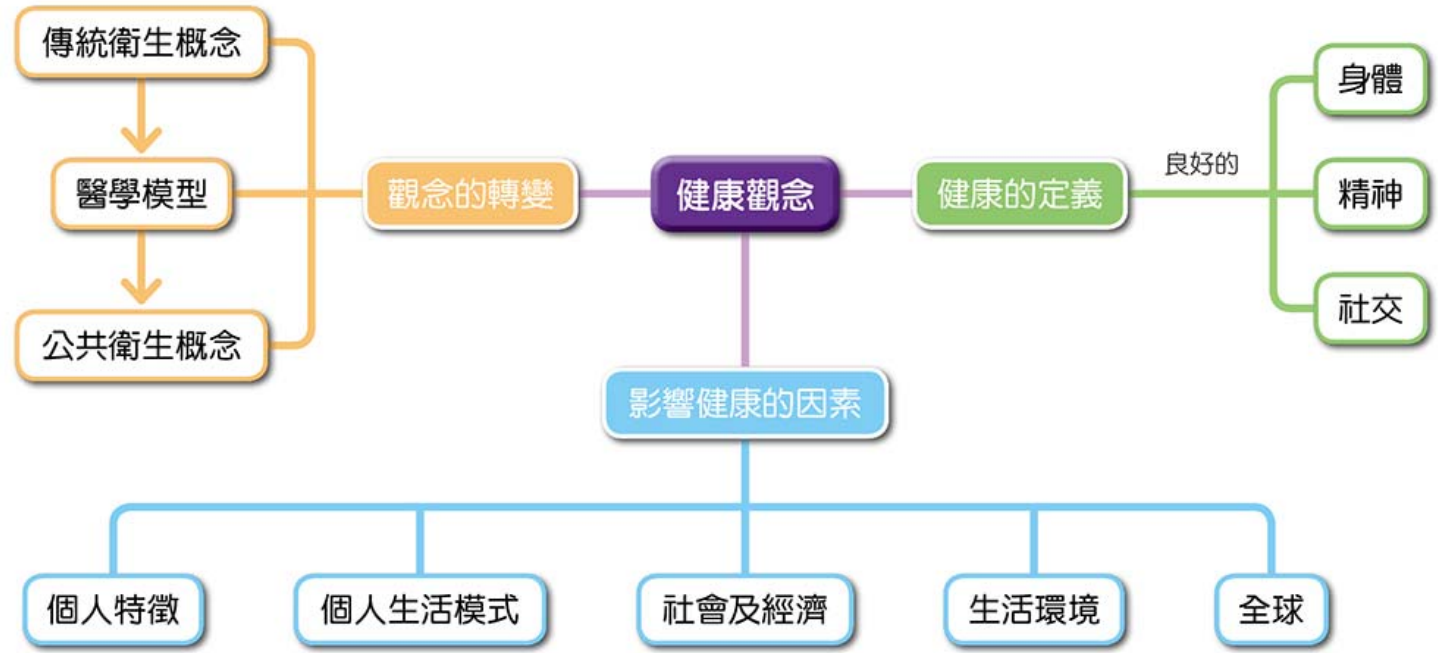 傳統衛生概念
醫學模型
公共衛生概念
觀念的轉變
健康觀念
健康的定義
良好的
身體
精神
社交
影響健康的因素
個人特徵
個人生活模式
社會及經濟
生活環境
全球